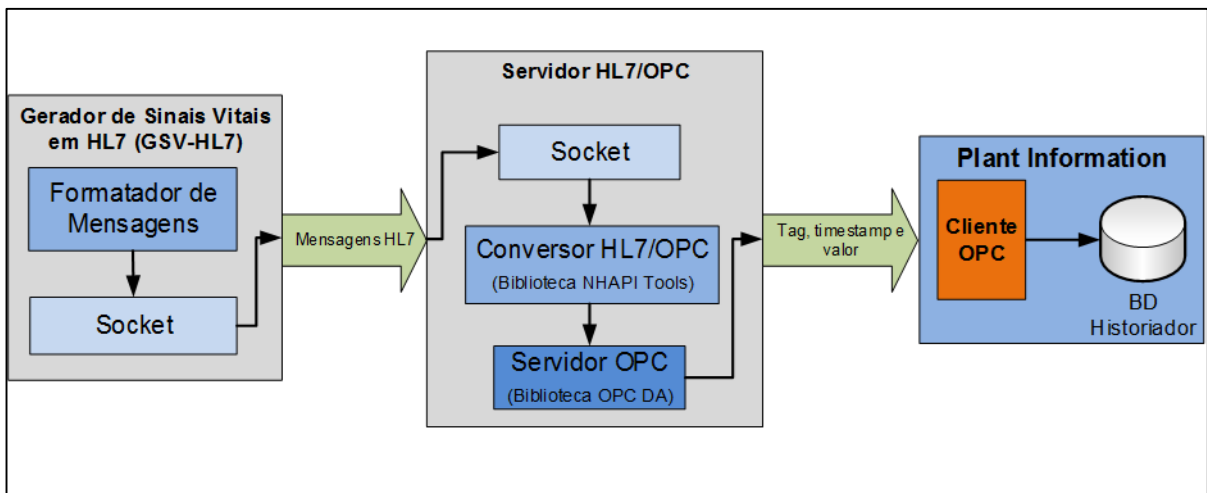 Gerador de Sinais Vitais
em HL7 (GSV-HL7)
Formatador de
Mensagens
Socket
Mensagens HL7
Servidor HL7/OPC
Socket
Conversor HL7/OPC
(Biblioteca NHAPI Tools)
Servidor OPC
(Biblioteca OPC DA)
Tag, timestamp e
valor
Plant Information
Cliente
OPC
BD
Historiador